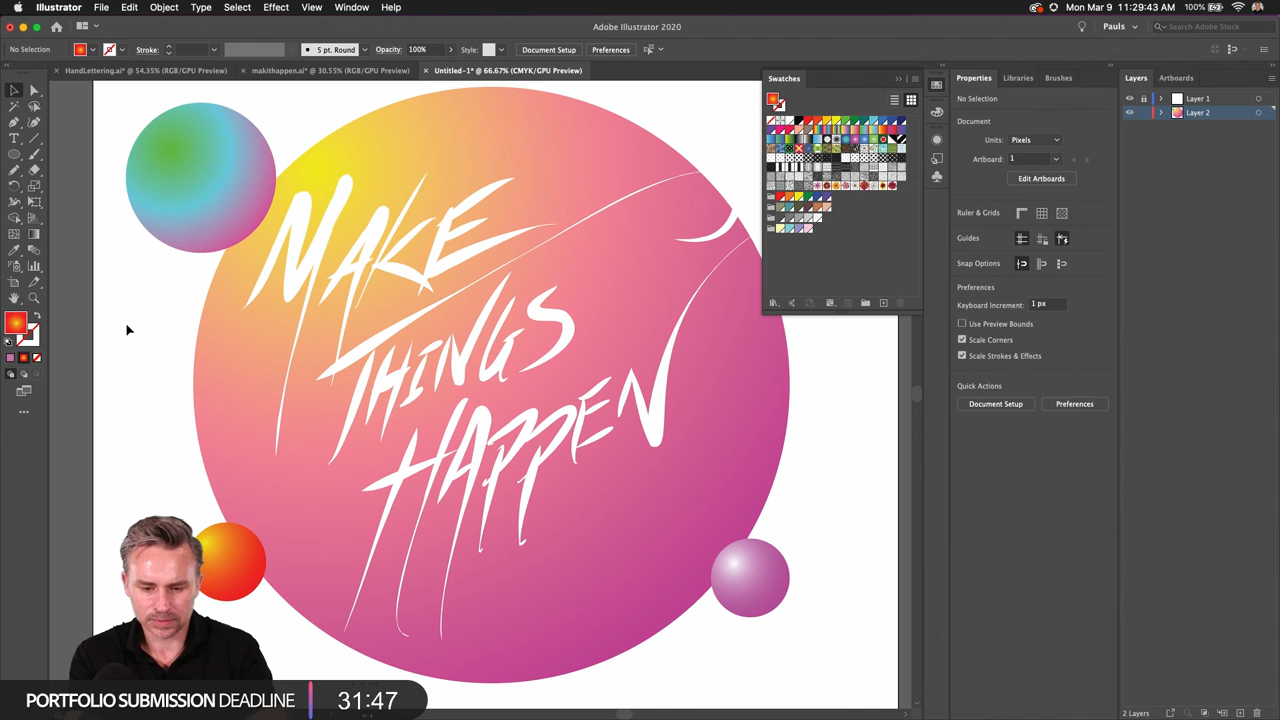 Illustrator File Edit Object Type Select Effect View Window Help
100% Mon Mar 9 11:29:43 AM
Adobe Illustrator 2020
Pauls
Search Adobe Stock
No Selection
Stroke:
5 pt. Round
Opacity: 100%
Style:
Document Setup
Preferences
HandLettering.ai* @ 54.35% (RGB/GPU Preview)
makithappen.ai* @ 30.55% (RGB/GPU Preview)
Untitled-1* @ 66.67% (CMYK/GPU Preview)
Swatches
Properties Libraries Brushes
No Selection
Document
Units: Pixels
Artboard: 1
Edit Artboards
Ruler & Grids
Guides
Snap Options
Preferences
Keyboard Increment: 1 px
Use Preview Bounds
Scale Corners
Scale Strokes & Effects
Quick Actions
Document Setup Preferences
Layers Artboards
Layer 1
Layer 2
2 Layers
MAKE
THINGS
HAPPEN
PORTFOLIO SUBMISSION DEADLINE 31:47